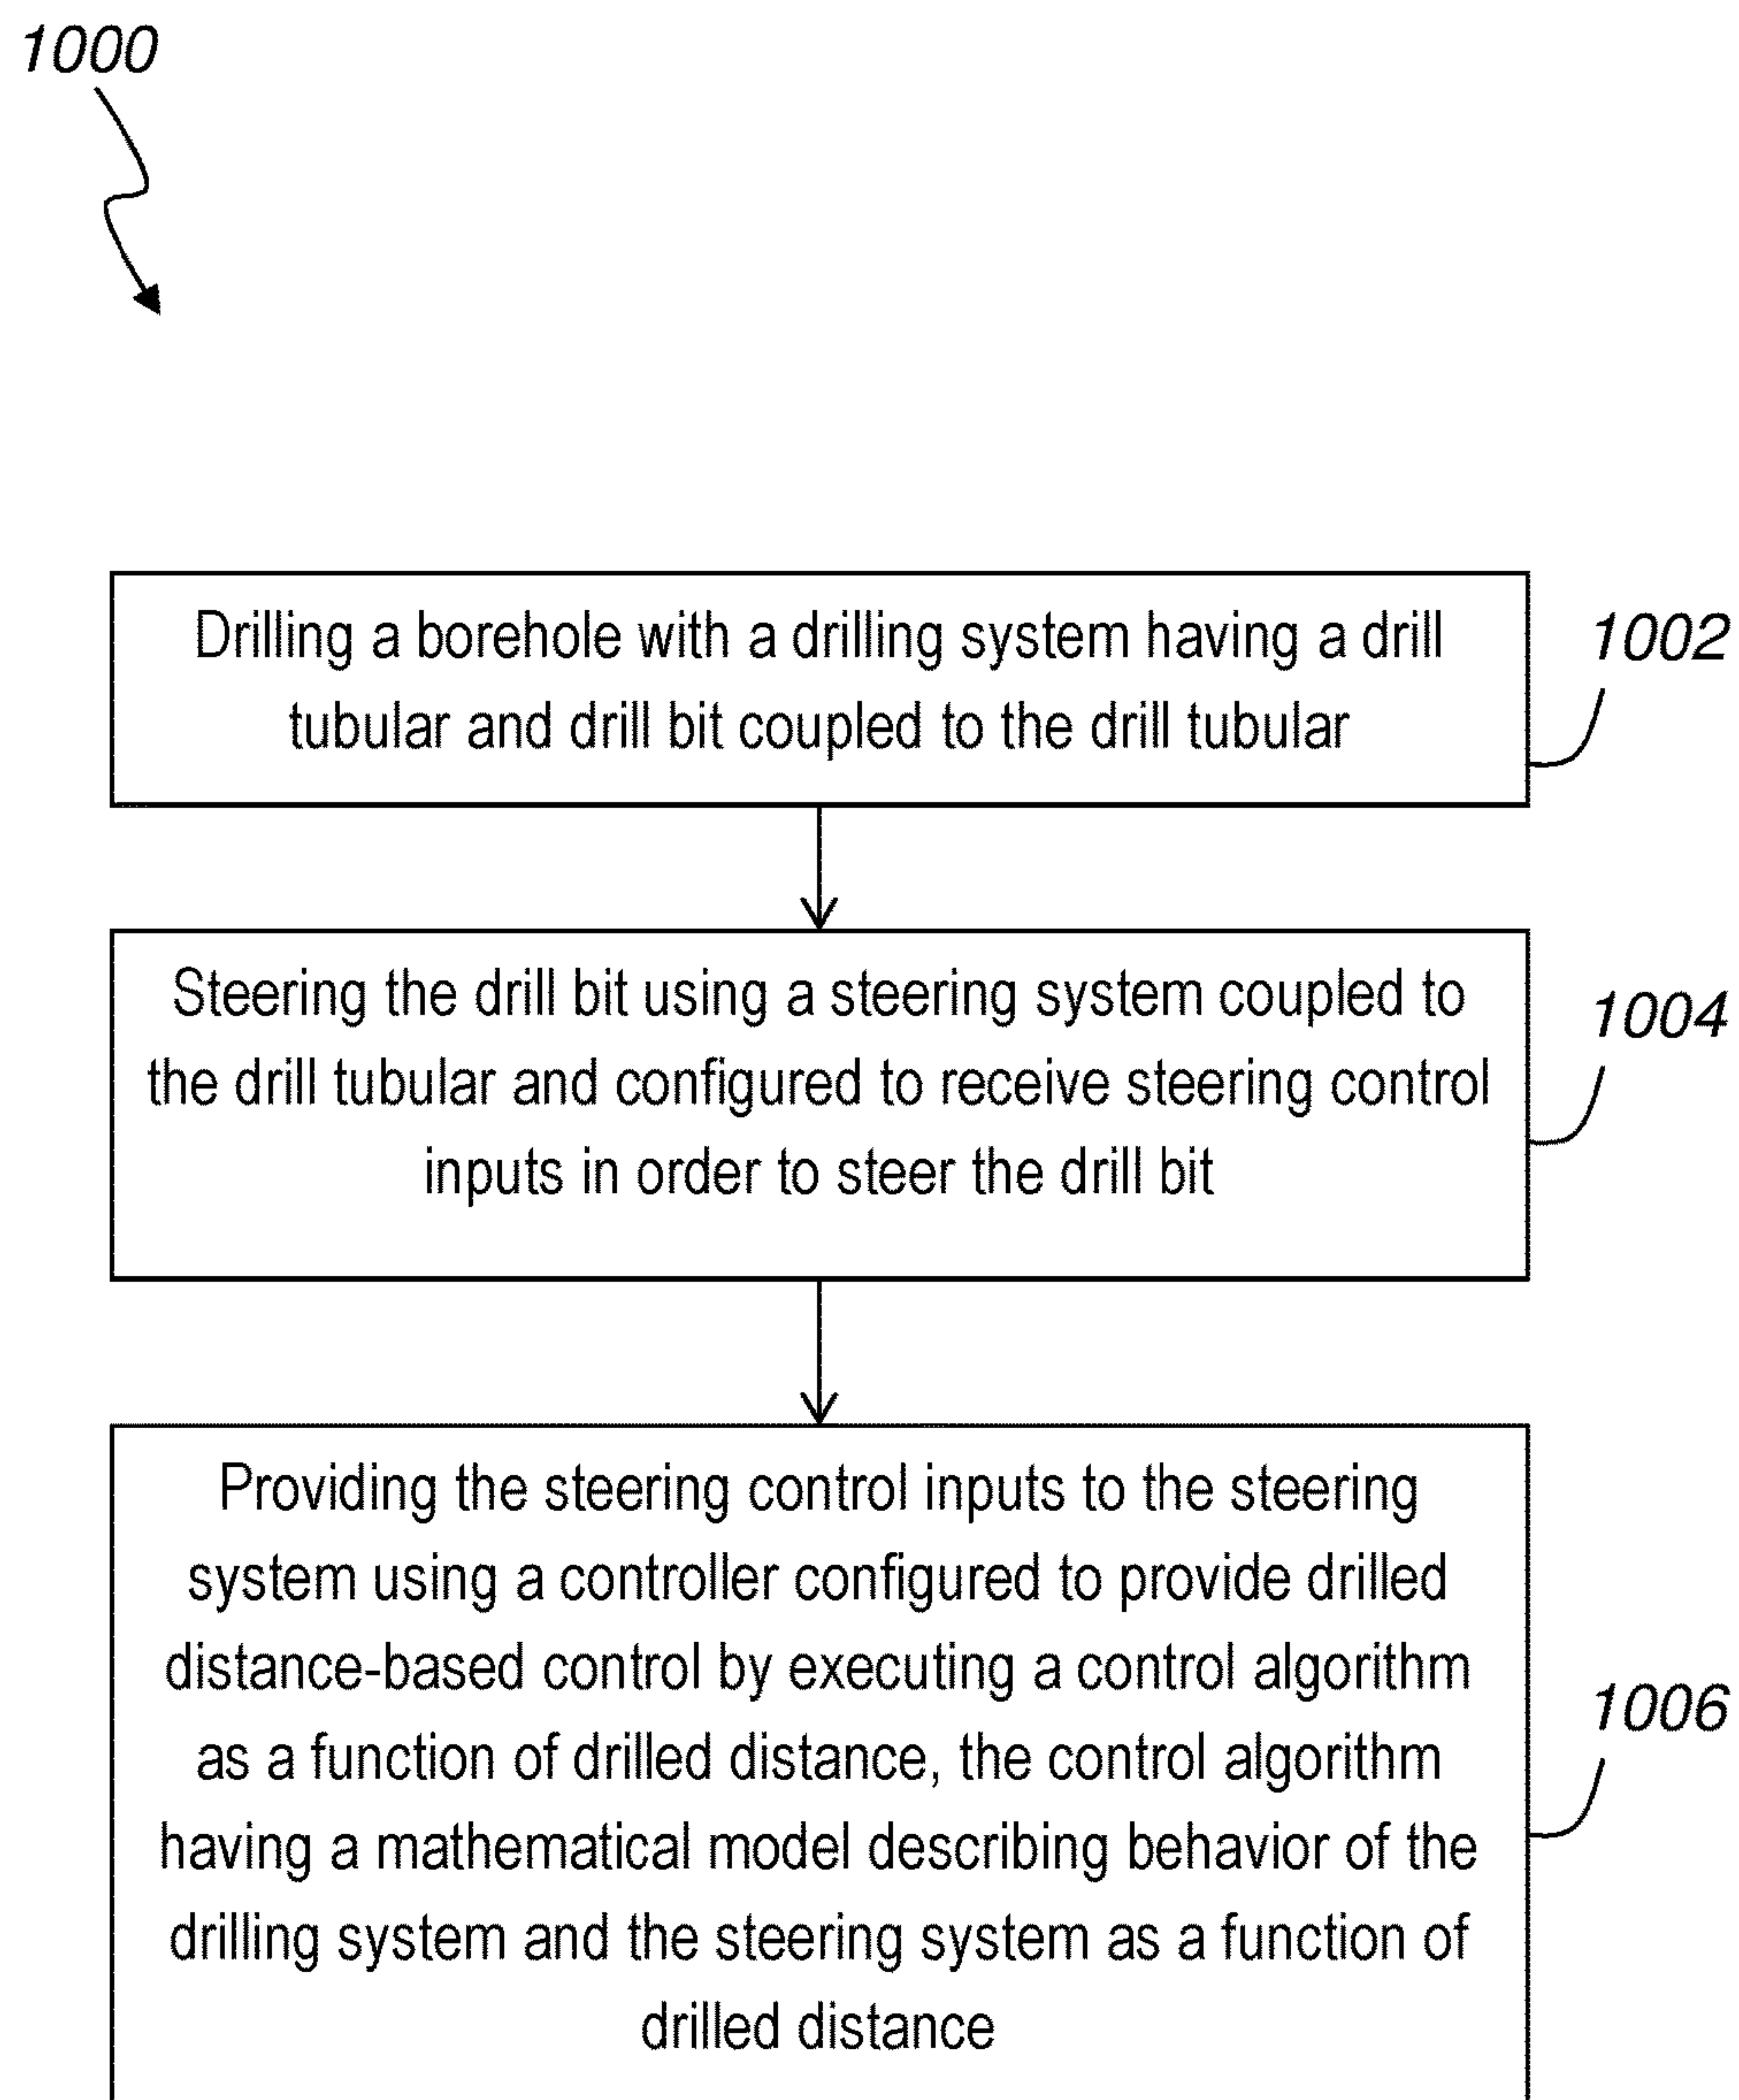 1000
Drilling a borehole with a drilling system having a drill
tubular and drill bit coupled to the drill tubular
1002
Steering the drill bit using a steering system coupled to
the drill tubular and configured to receive steering control
inputs in order to steer the drill bit
1004
Providing the steering control inputs to the steering
system using a controller configured to provide drilled
distance-based control by executing a control algorithm
as a function of drilled distance, the control algorithm
having a mathematical model describing behavior of the
drilling system and the steering system as a function of
drilled distance
1006